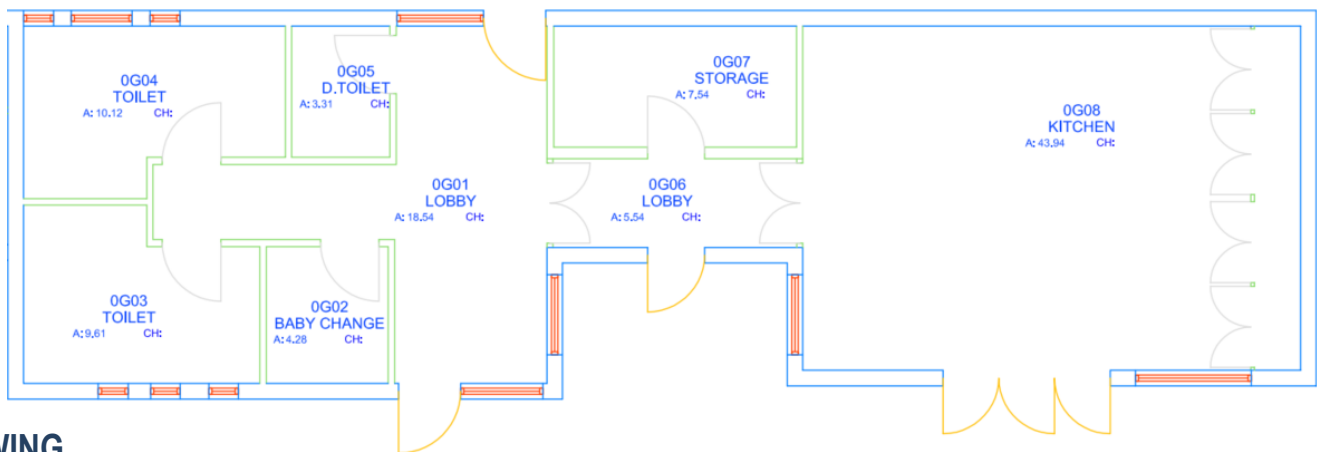 0G04
TOILET
A: 10.12 CH:
0G05
D.TOILET
A: 3.31 CH:
0G07
STORAGE
A: 7.54 CH:
0G08
KITCHEN
A: 43.94 CH:
0G01
LOBBY
A: 18.54 CH:
0G06
LOBBY
A: 5.54 CH:
0G03
TOILET
A: 9.61 CH:
0G02
BABY CHANGE
A: 4.28 CH: